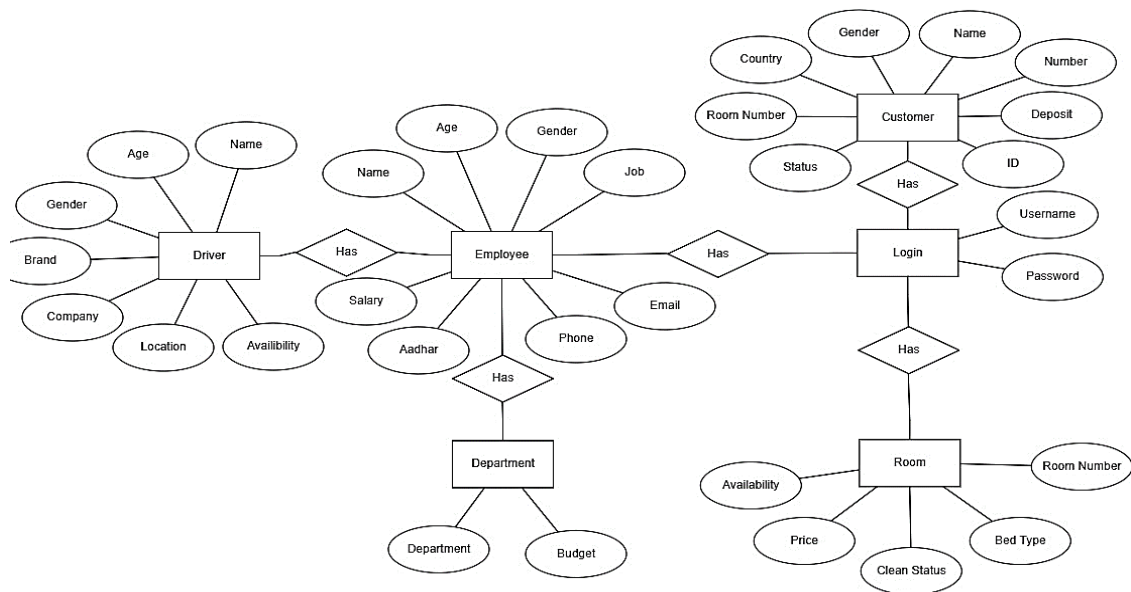 Gender
Name
Country
Number
Room Number
Customer
Deposit
Status
ID
Has
Age
Gender
Name
Job
Age
Name
Gender
Username
Driver
Has
Employee
Has
Login
Brand
Password
Salary
Email
Company
Phone
Location
Availibility
Aadhar
Has
Has
Department
Room
Room Number
Availability
Department
Budget
Price
Bed Type
Clean Status